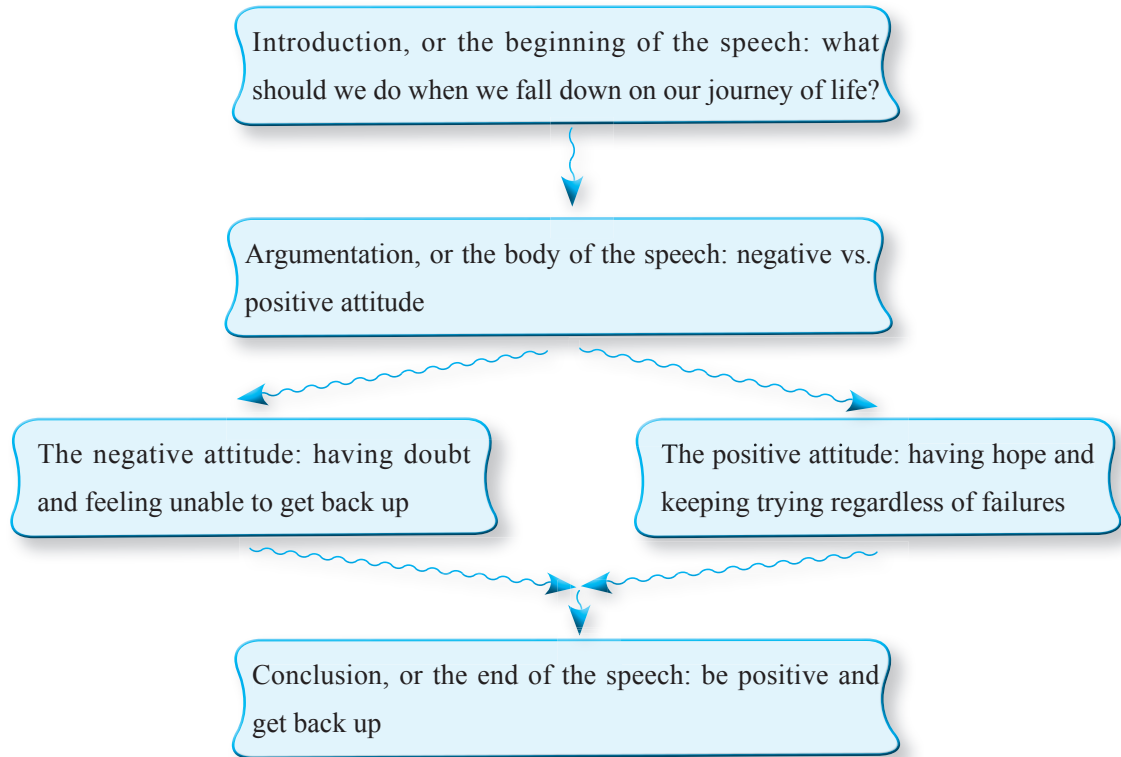 Introduction, or the beginning of the speech: what
should we do when we fall down on our journey of life?
Argumentation, or the body of the speech: negative vs.
positive attitude
The negative attitude: having doubt
and feeling unable to get back up
The positive attitude: having hope and
keeping trying regardless of failures
Conclusion, or the end of the speech: be positive and
get back up